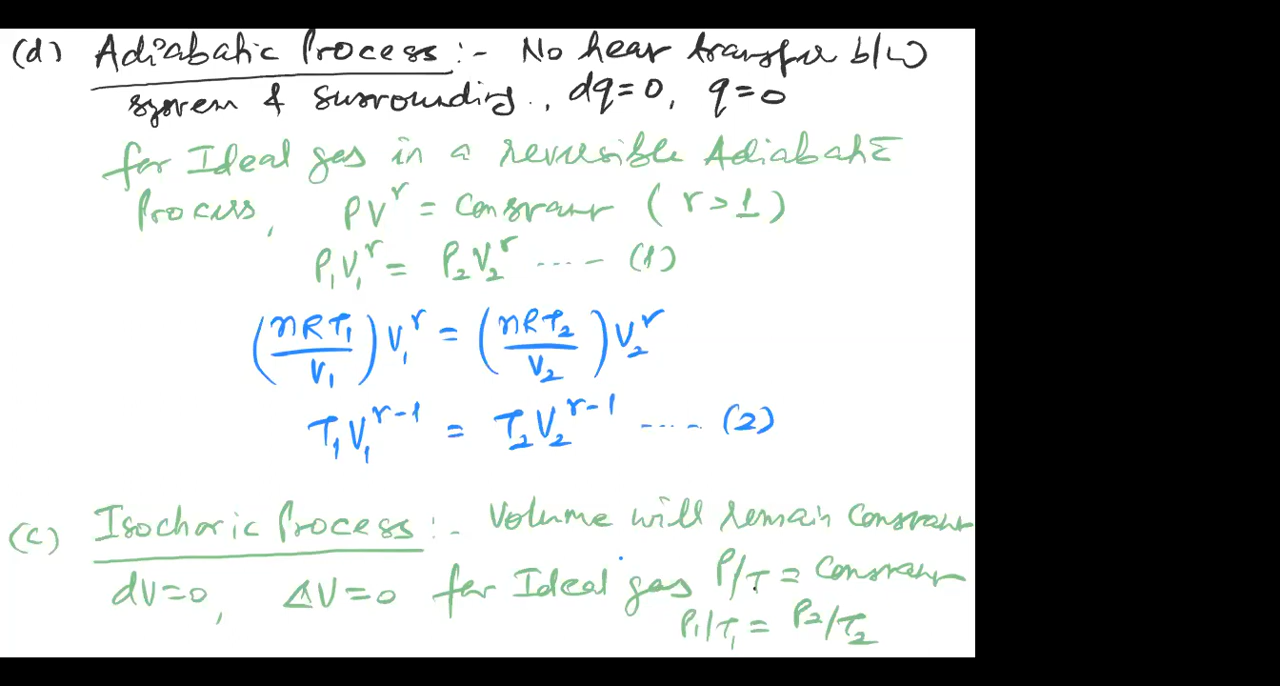 (d) Adiabatic Process :- No heat transfer b/w
system & surrounding, dq=0, q=0
for Ideal gas in a reversible Adiabatic
Process, PV^r = Constant (r>1)
P₁V₁^r = P₂V₂^r ..... (1)
(nRT₁/V₁) V₁^r = (nRT₂/V₂) V₂^r
T₁V₁^r-1 = T₂V₂^r-1 ..... (2)
(c) Isochoric Process :- Volume will remain Constant
dV=0, ΔV=0 for Ideal gas P/T = Constant
P₁/T₁ = P₂/T₂